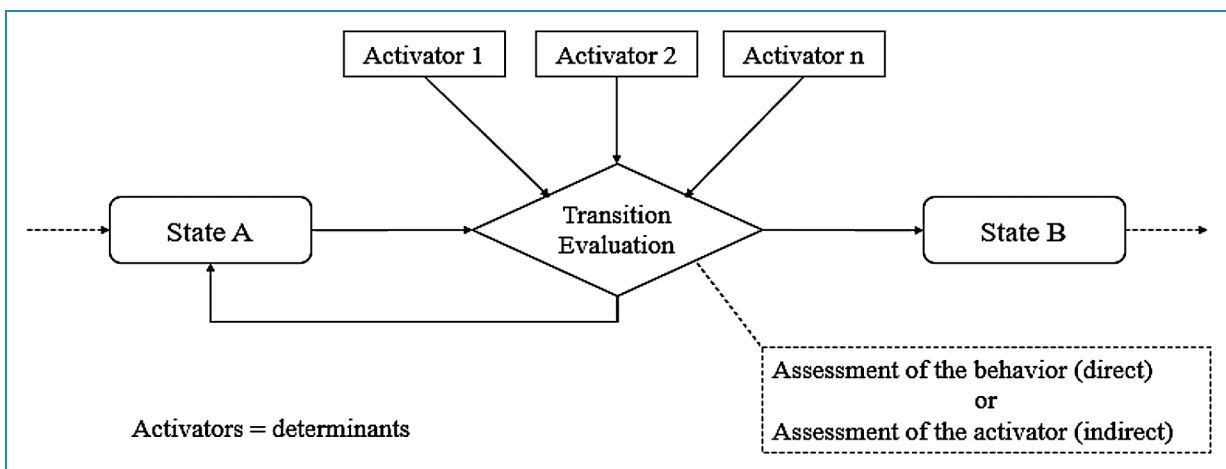 Activator 1
Activator 2
Activator n
State A
Transition
Evaluation
State B
Assessment of the behavior (direct)
or
Assessment of the activator (indirect)
Activators = determinants